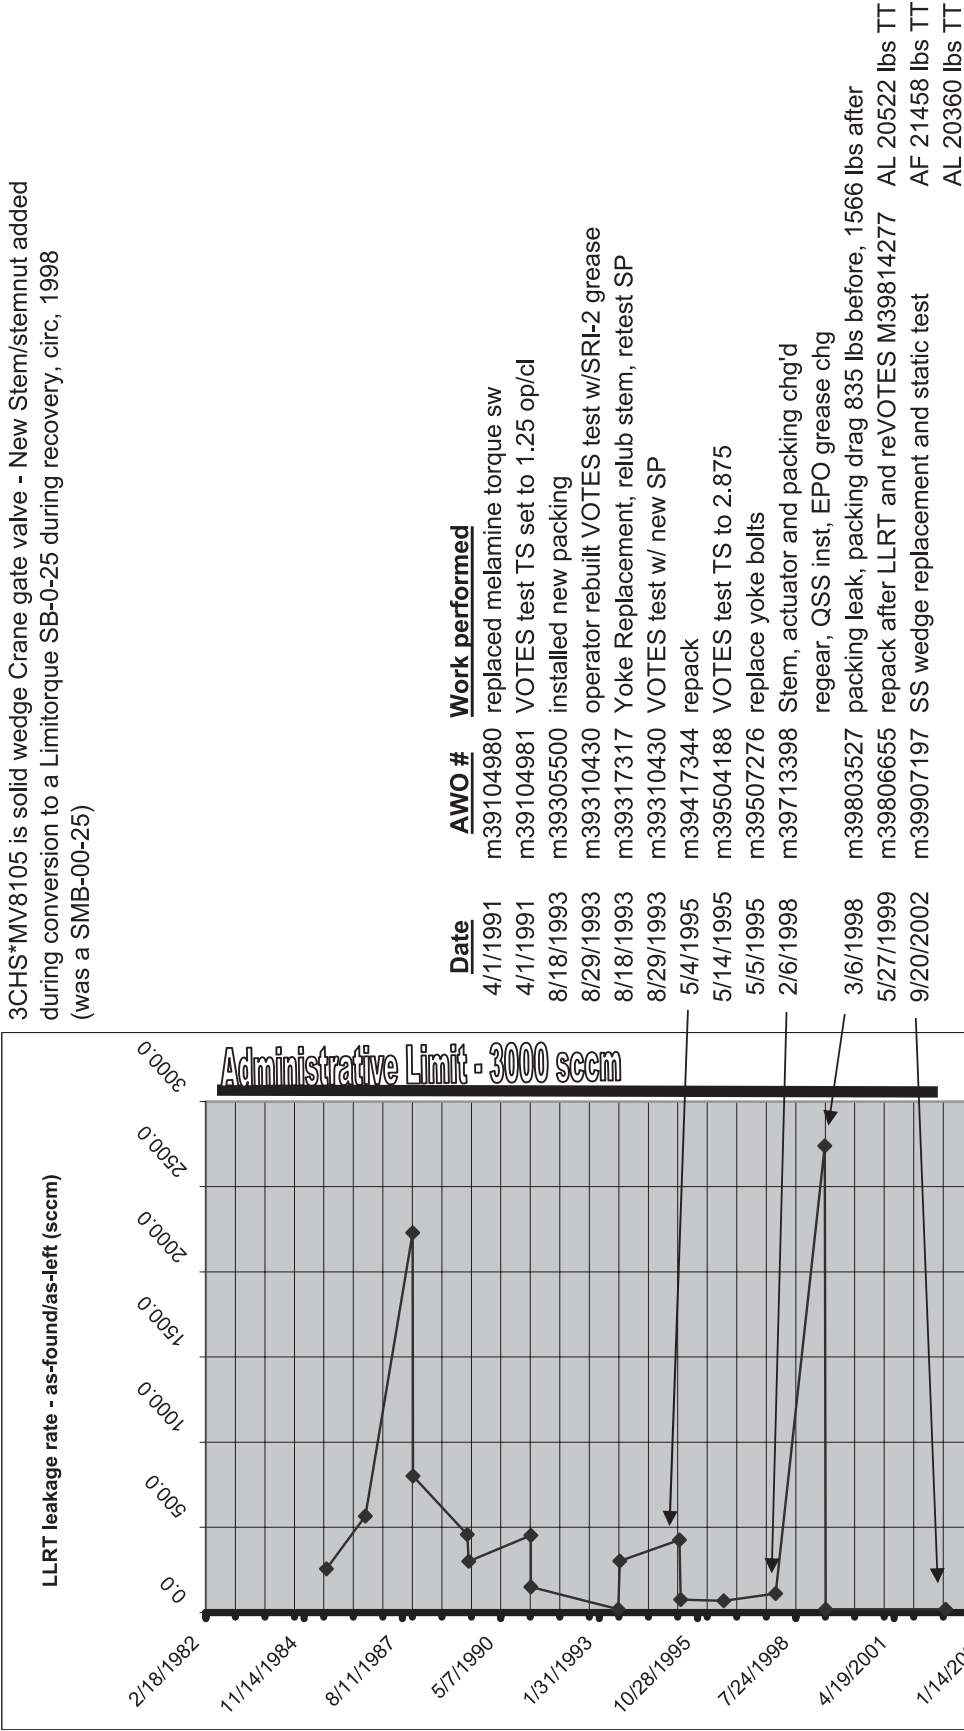 3CHS*MV8105 is solid wedge Crane gate valve - New Stem/stemnut added
during conversion to a Limitorque SB-0-25 during recovery, circ, 1998
(was a SMB-00-25)
LLRT leakage rate - as-found/as-left (sccm)
0.0
500.0
1000.0
1500.0
2000.0
2500.0
3000.0
Administrative Limit - 3000 sccm
2/18/1982
11/14/1984
8/11/1987
5/7/1990
1/31/1993
10/28/1995
7/24/1998
4/19/2001
1/14/20
Date AWO # Work performed
4/1/1991 m39104980 replaced melamine torque sw
4/1/1991 m39104981 VOTES test TS set to 1.25 op/cl
8/18/1993 m39305500 installed new packing
8/29/1993 m39310430 operator rebuilt VOTES test w/SRI-2 grease
8/18/1993 m39317317 Yoke Replacement, relub stem, retest SP
8/29/1993 m39310430 VOTES test w/ new SP
5/4/1995 m39417344 repack
5/14/1995 m39504188 VOTES test TS to 2.875
5/5/1995 m39507276 replace yoke bolts
2/6/1998 m39713398 Stem, actuator and packing chg'd
regear, QSS inst, EPO grease chg
3/6/1998 m39803527 packing leak, packing drag 835 lbs before, 1566 lbs after
5/27/1999 m39806655 repack after LLRT and reVOTES M39814277 AL 20522 lbs TT
9/20/2002 m39907197 SS wedge replacement and static test AF 21458 lbs TT
AL 20360 lbs TT